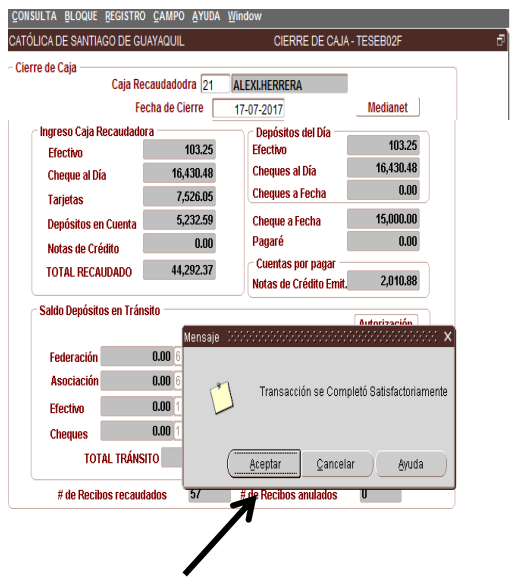 CONSULTA BLOQUE REGISTRO CAMPO AYUDA Window
CATÓLICA DE SANTIAGO DE GUAYAQUIL CIERRE DE CAJA - TESEB02F
Cierre de Caja
Caja Recaudadodra 21 ALEXI.HERRERA
Fecha de Cierre 17-07-2017 Medianet
Ingreso Caja Recaudadora
Efectivo 103.25
Cheque al Día 16,430.48
Tarjetas 7,526.05
Depósitos en Cuenta 5,232.59
Notas de Crédito 0.00
TOTAL RECAUDADO 44,292.37
Depósitos del Día
Efectivo 103.25
Cheques al Día 16,430.48
Cheques a Fecha 0.00
Cheque a Fecha 15,000.00
Pagaré 0.00
Cuentas por pagar
Notas de Crédito Emit. 2,010.88
Saldo Depósitos en Tránsito
Autorización
Federación 0.00 6
Asociación 0.00 6
Efectivo 0.00 1
Cheques 0.00 1
TOTAL TRÁNSITO
Mensaje
Transacción se Completó Satisfactoriamente
Aceptar Cancelar Ayuda
# de Recibos recaudados 57 # de Recibos anulados 0